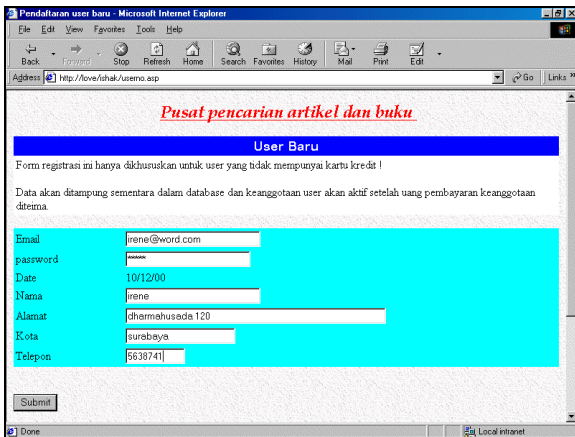 Pendaftaran user baru - Microsoft Internet Explorer
File Edit View Favorites Tools Help
Back Forward Stop Refresh Home Search Favorites History Mail Print Edit
Address http://love/ishak/userno.asp Go Links »
Pusat pencarian artikel dan buku
User Baru
Form registrasi ini hanya dikhususkan untuk user yang tidak mempunyai kartu kredit !
Data akan ditampung sementara dalam database dan keanggotaan user akan aktif setelah uang pembayaran keanggotaan
diteima.
Email irene@word.com
password *****
Date 10/12/00
Nama irene
Alamat dharmahusada 120
Kota surabaya
Telepon 5638741
Submit
Done Local intranet